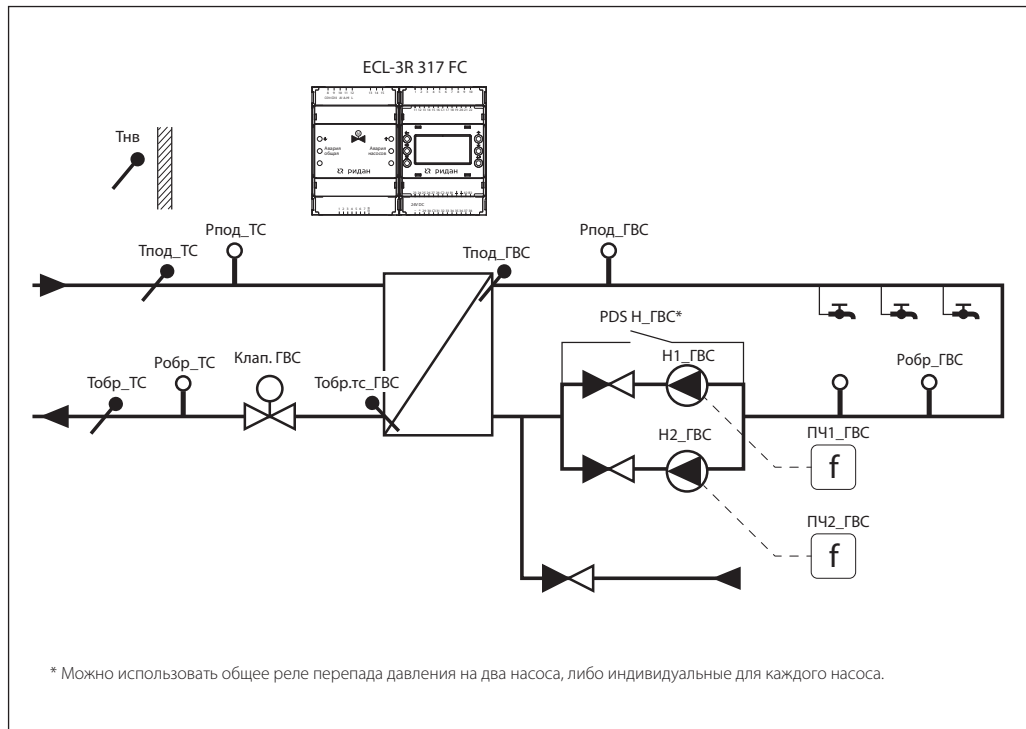 ECL-3R 317 FC
Тнв
Авария общая
Авария насосов
ридан
ридан
24V DC
Рпод_ТС
Тпод_ТС
Тпод_ГВС
Рпод_ГВС
PDS Н_ГВС*
Н1_ГВС
Клап. ГВС
Робр_ТС
Тобр_ТС
Тобр.тс_ГВС
Робр_ГВС
Н2_ГВС
ПЧ1_ГВС
f
ПЧ2_ГВС
f
* Можно использовать общее реле перепада давления на два насоса, либо индивидуальные для каждого насоса.